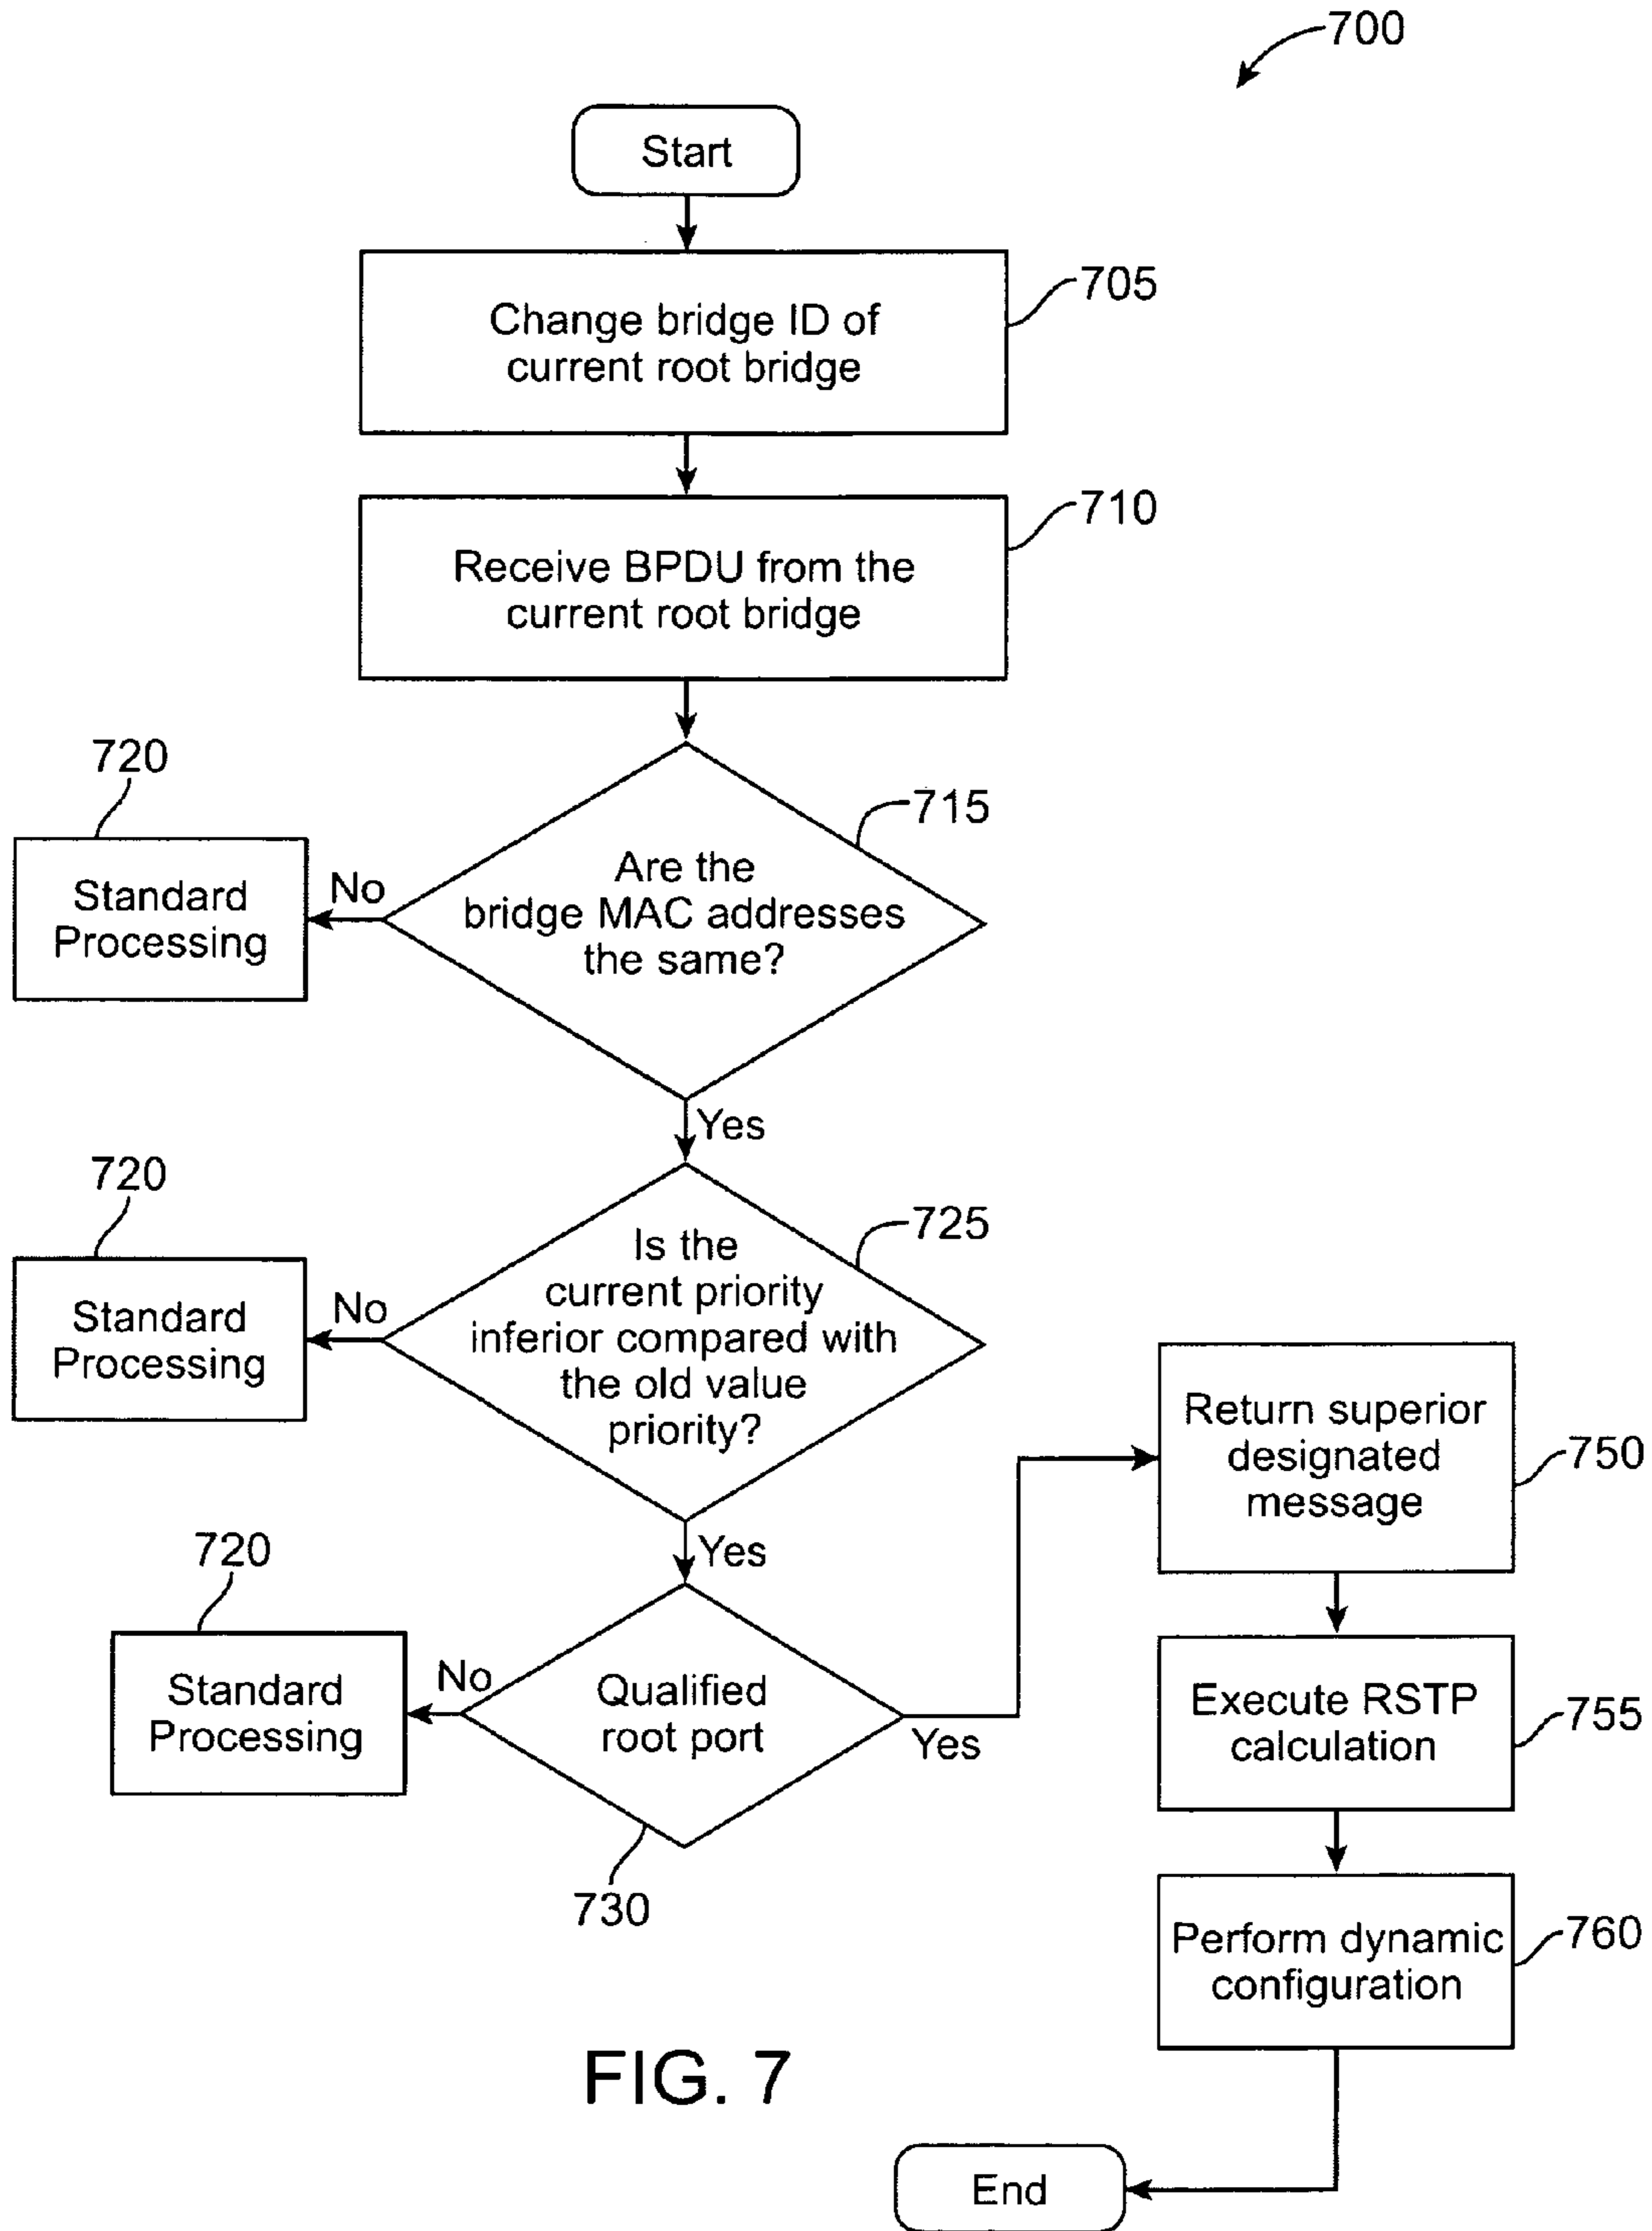 700
Start
705
Change bridge ID of
current root bridge
710
Receive BPDU from the
current root bridge
720
715
Standard
Processing
No
Are the
bridge MAC addresses
the same?
Yes
720
725
Standard
Processing
No
Is the
current priority
inferior compared with
the old value
priority?
Yes
720
Standard
Processing
No
Qualified
root port
Yes
730
Return superior
designated
message
750
Execute RSTP
calculation
755
Perform dynamic
configuration
760
End
FIG. 7